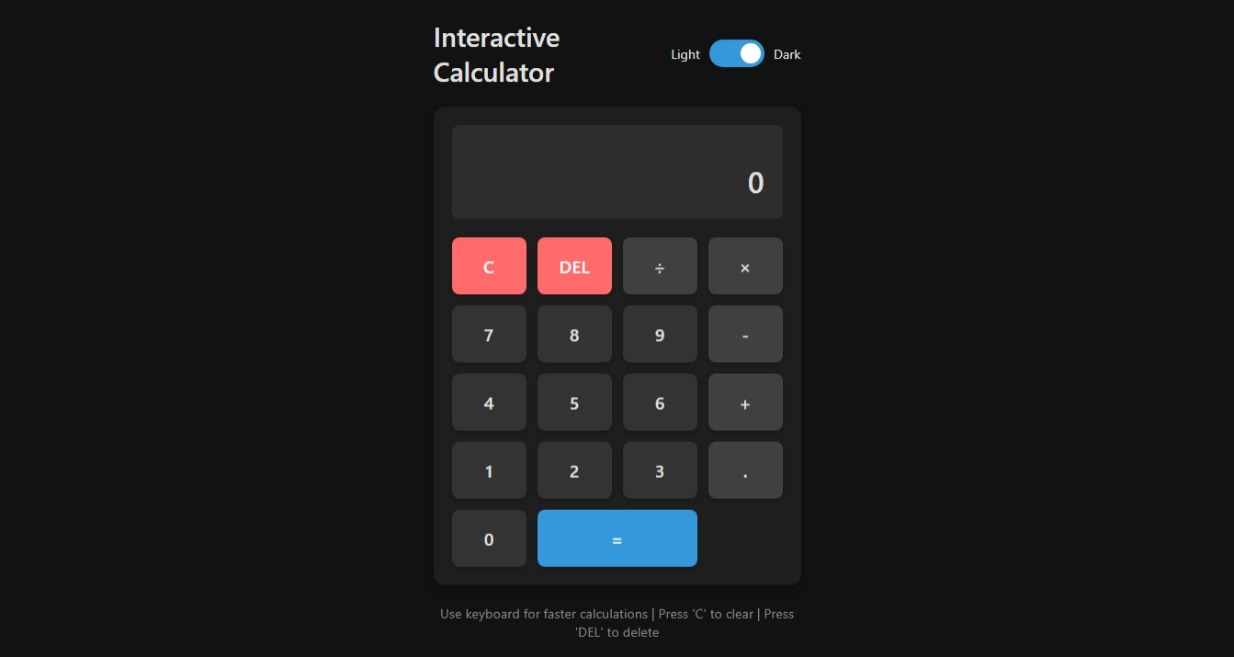 Interactive
Calculator
Light Dark
0
C DEL ÷ ×
7 8 9 -
4 5 6 +
1 2 3 .
0 =
Use keyboard for faster calculations | Press 'C' to clear | Press
'DEL' to delete